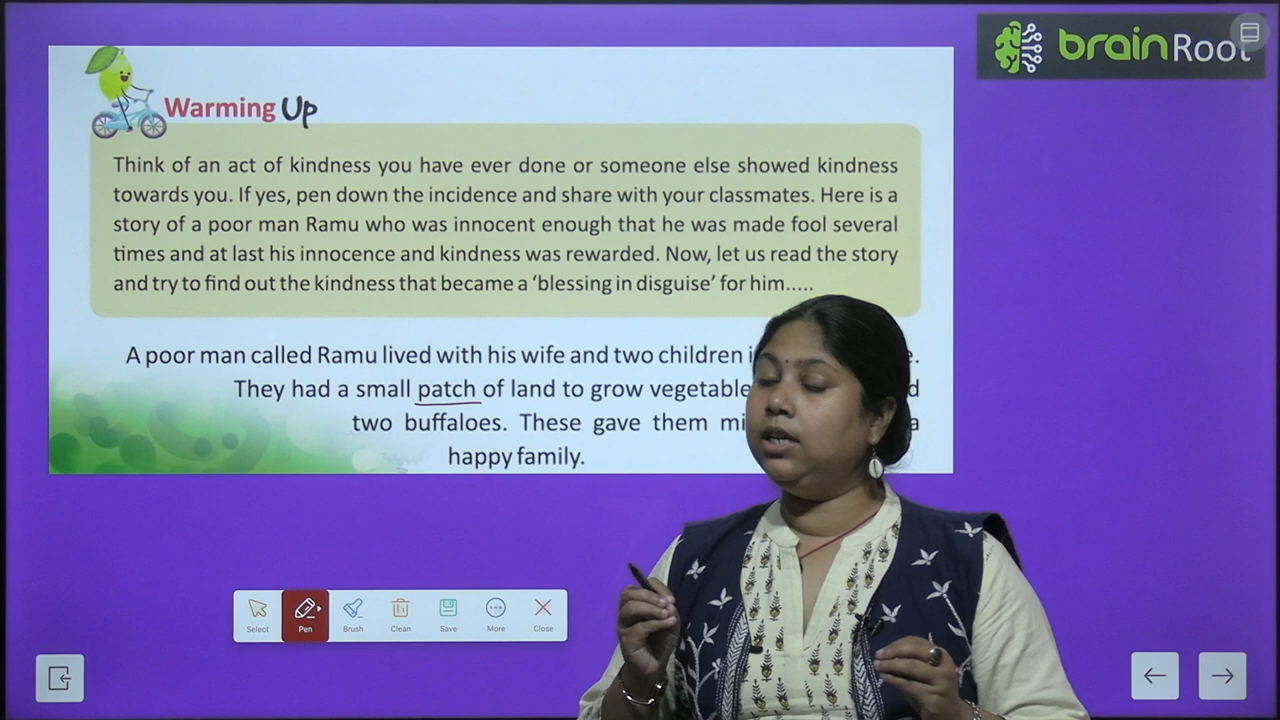 brainRoot
Warming Up
Think of an act of kindness you have ever done or someone else showed kindness
towards you. If yes, pen down the incidence and share with your classmates. Here is a
story of a poor man Ramu who was innocent enough that he was made fool several
times and at last his innocence and kindness was rewarded. Now, let us read the story
and try to find out the kindness that became a 'blessing in disguise' for him.....
A poor man called Ramu lived with his wife and two children
They had a small patch of land to grow
two buffaloes. These gave them a
happy family.
Select Pen Brush Clean Save More Close